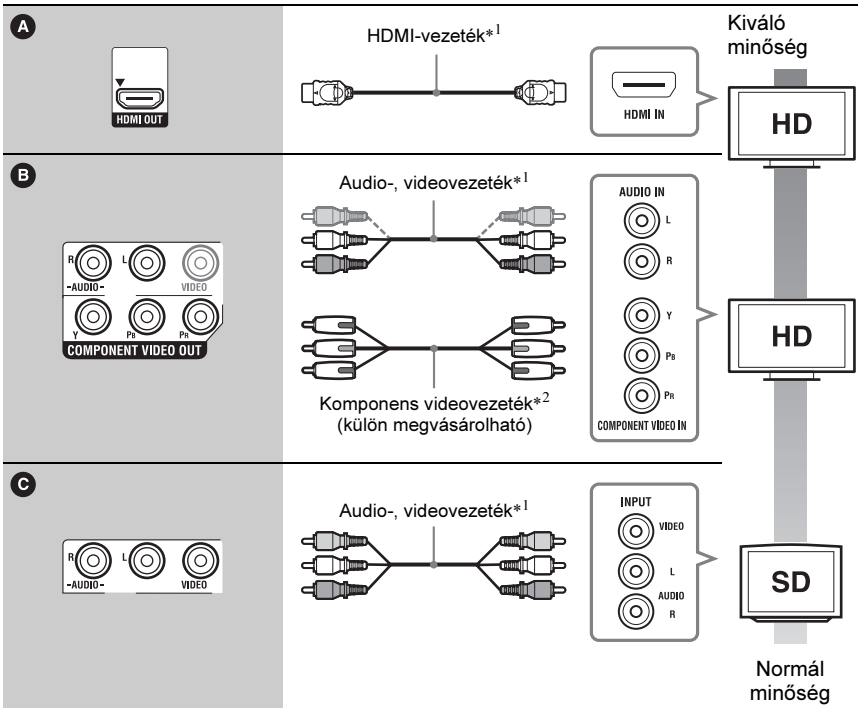 A
HDMI OUT
HDMI-vezeték*1
HDMI IN
Kiváló
minőség
HD
B
R
L
-AUDIO-
VIDEO
Y
PB
PR
COMPONENT VIDEO OUT
Audio-, videovezeték*1
Komponens videovezeték*2
(külön megvásárolható)
AUDIO IN
L
R
Y
PB
PR
COMPONENT VIDEO IN
HD
C
R
L
-AUDIO-
VIDEO
Audio-, videovezeték*1
INPUT
VIDEO
L
AUDIO
R
SD
Normál
minőség